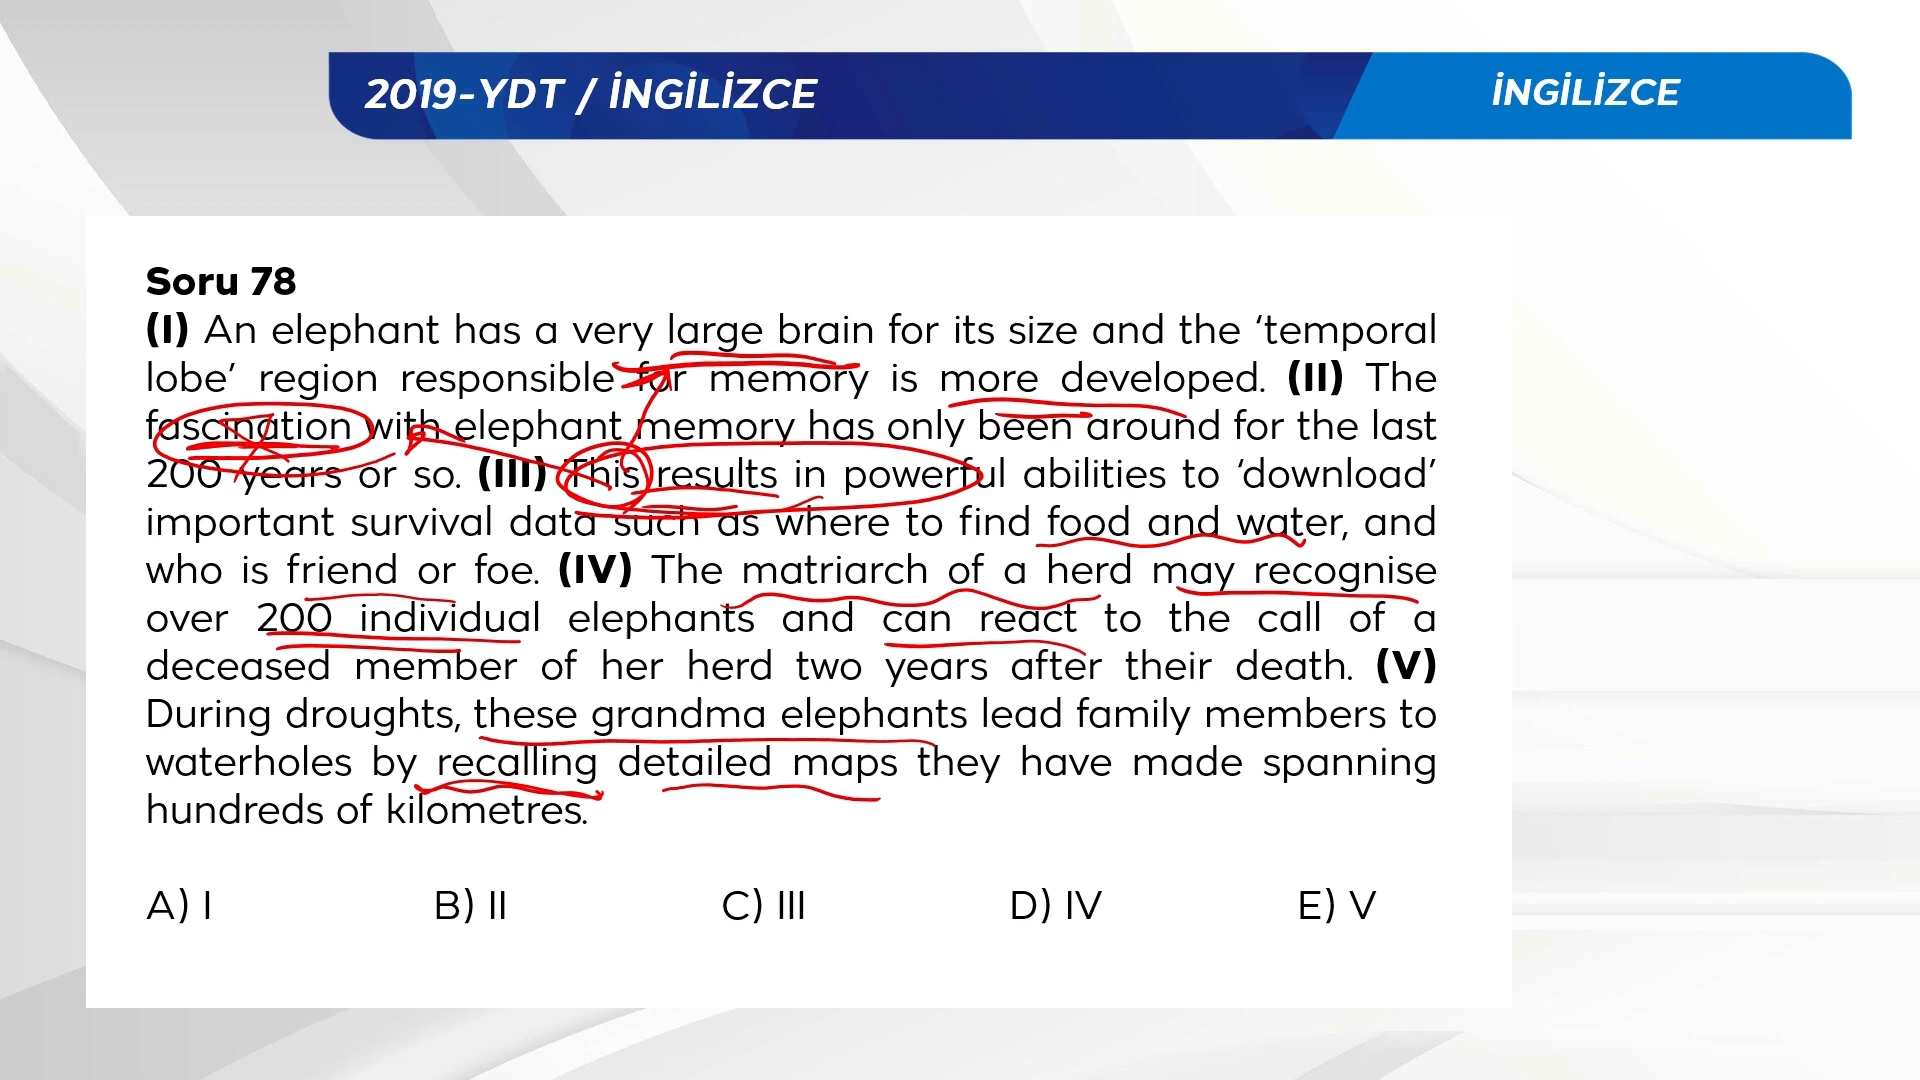 2019-YDT / İNGİLİZCE
İNGİLİZCE
Soru 78
(I) An elephant has a very large brain for its size and the ‘temporal
lobe’ region responsible for memory is more developed. (II) The
fascination with elephant memory has only been around for the last
200 years or so. (III) This results in powerful abilities to ‘download’
important survival data such as where to find food and water, and
who is friend or foe. (IV) The matriarch of a herd may recognise
over 200 individual elephants and can react to the call of a
deceased member of her herd two years after their death. (V)
During droughts, these grandma elephants lead family members to
waterholes by recalling detailed maps they have made spanning
hundreds of kilometres.
A) I B) II C) III D) IV E) V